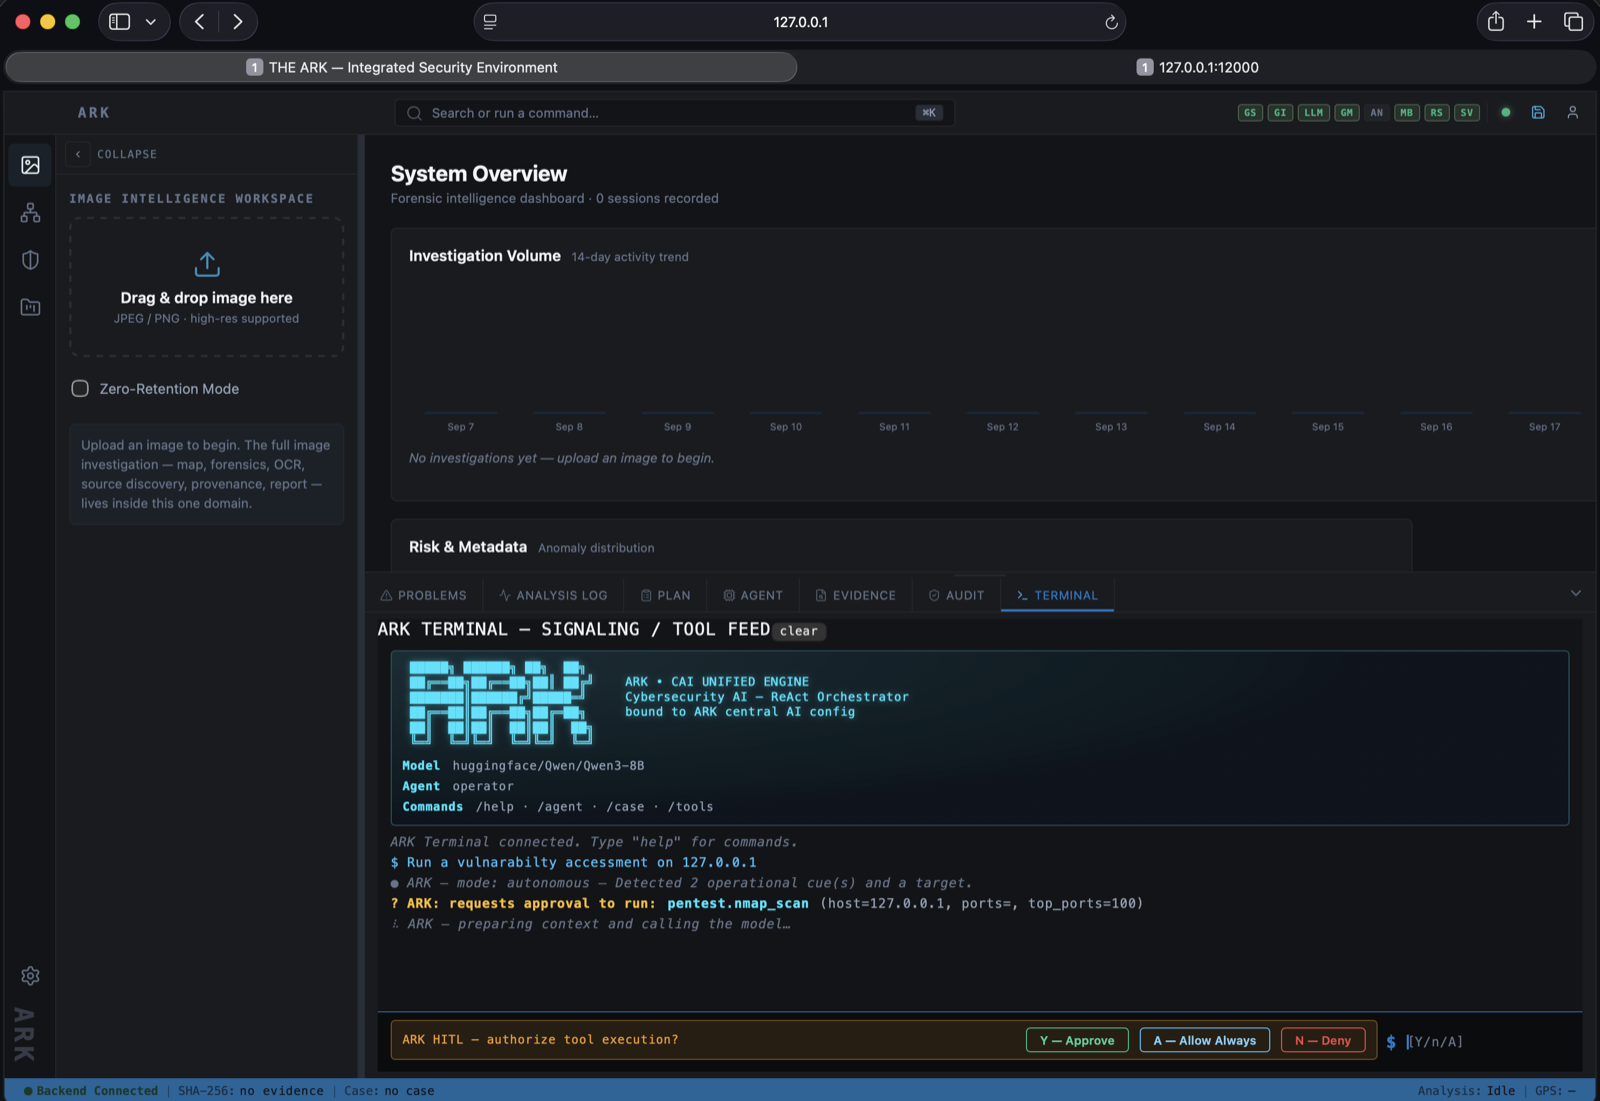 127.0.0.1
1 THE ARK — Integrated Security Environment
1 127.0.0.1:12000
ARK
Search or run a command...
⌘K
GS GI LLM GM AN MB RS SV
COLLAPSE
IMAGE INTELLIGENCE WORKSPACE
Drag & drop image here
JPEG / PNG · high-res supported
Zero-Retention Mode
Upload an image to begin. The full image
investigation — map, forensics, OCR,
source discovery, provenance, report —
lives inside this one domain.
ARK
System Overview
Forensic intelligence dashboard · 0 sessions recorded
Investigation Volume 14-day activity trend
Sep 7 Sep 8 Sep 9 Sep 10 Sep 11 Sep 12 Sep 13 Sep 14 Sep 15 Sep 16 Sep 17
No investigations yet — upload an image to begin.
Risk & Metadata Anomaly distribution
PROBLEMS ANALYSIS LOG PLAN AGENT EVIDENCE AUDIT TERMINAL
ARK TERMINAL — SIGNALING / TOOL FEED clear
ARK
ARK • CAI UNIFIED ENGINE
Cybersecurity AI — ReAct Orchestrator
bound to ARK central AI config
Model huggingface/Qwen/Qwen3-8B
Agent operator
Commands /help · /agent · /case · /tools
ARK Terminal connected. Type "help" for commands.
$ Run a vulnarabilty accessment on 127.0.0.1
● ARK — mode: autonomous — Detected 2 operational cue(s) and a target.
? ARK: requests approval to run: pentest.nmap_scan (host=127.0.0.1, ports=, top_ports=100)
ARK — preparing context and calling the model…
ARK HITL — authorize tool execution?
Y — Approve
A — Allow Always
N — Deny
$ [Y/n/A]
Backend Connected | SHA-256: no evidence | Case: no case
Analysis: Idle | GPS: —